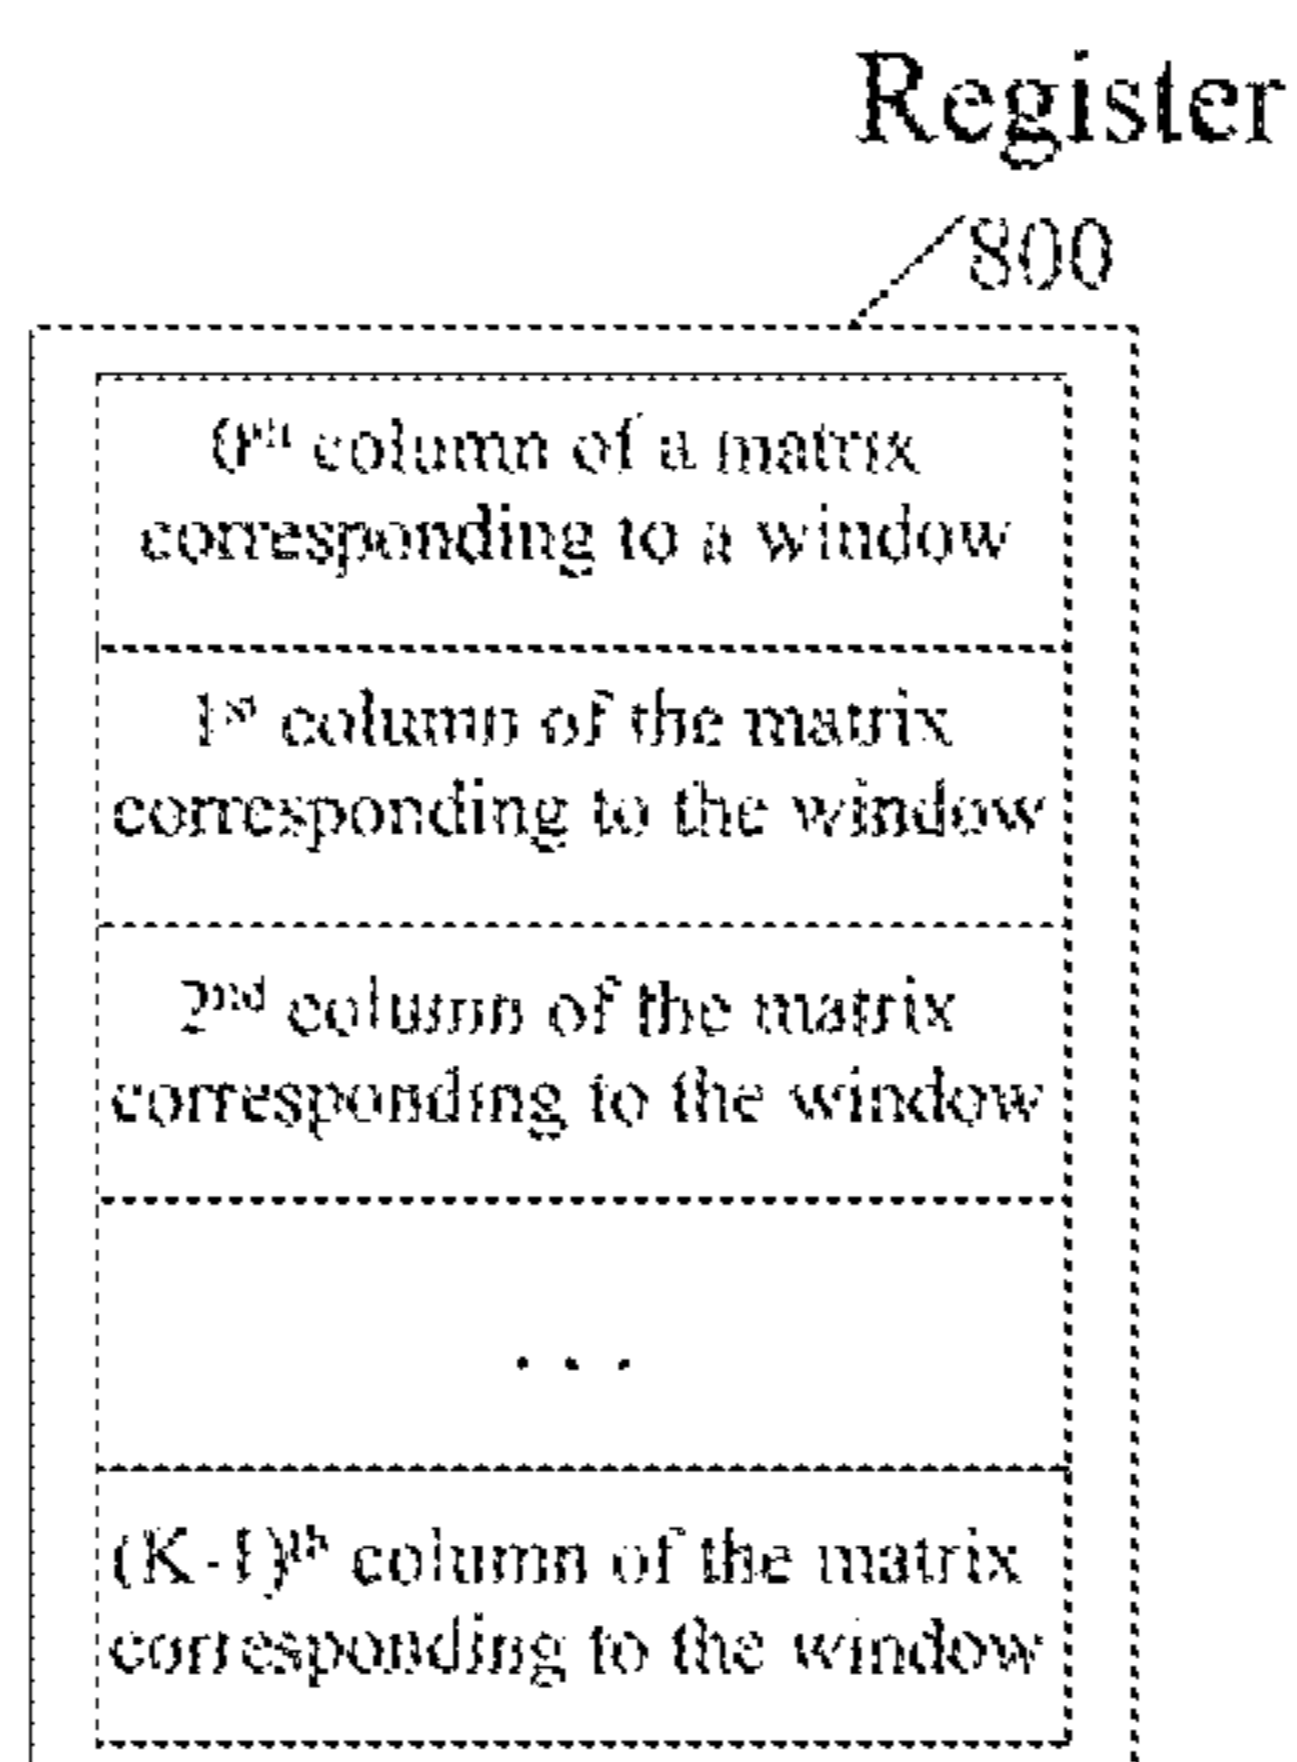 Register
800
0th column of a matrix
corresponding to a window
1st column of the matrix
corresponding to the window
2nd column of the matrix
corresponding to the window
...
(K-1)th column of the matrix
corresponding to the window